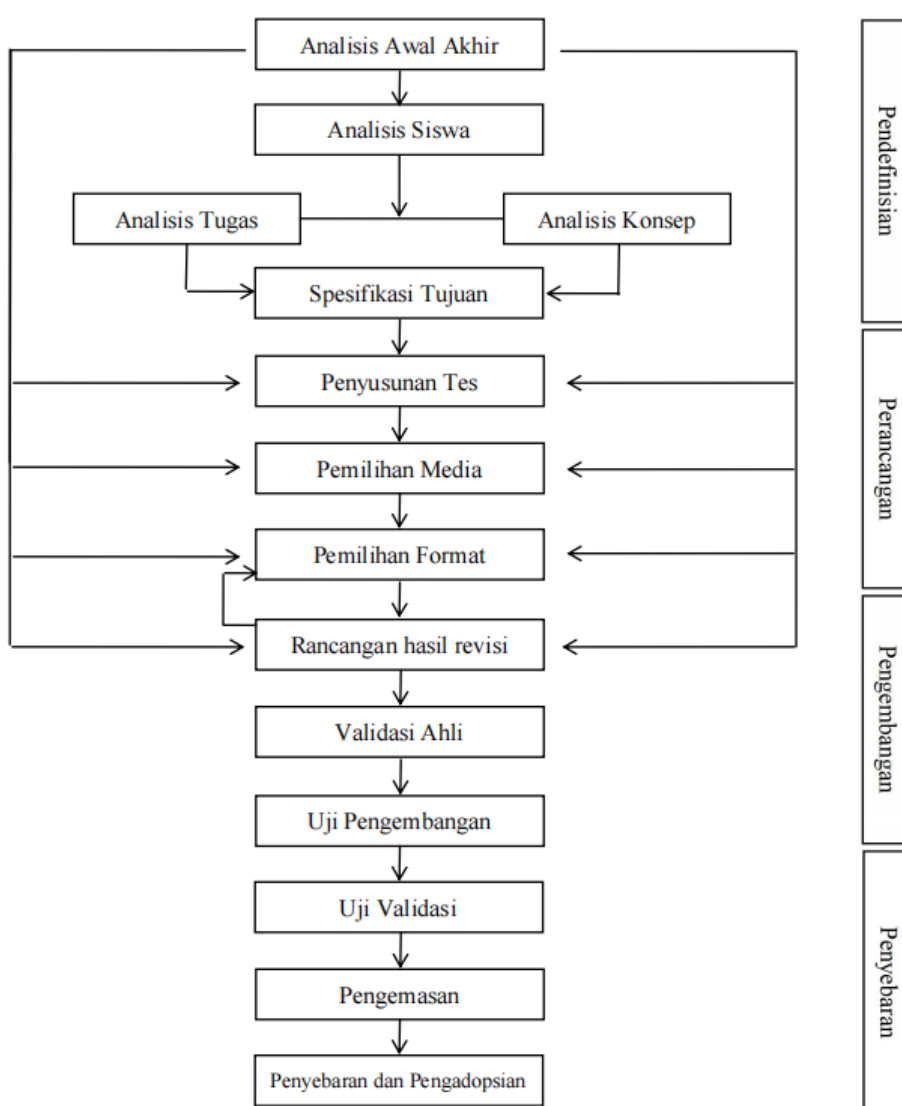 Analisis Awal Akhir
Analisis Siswa
Analisis Tugas
Analisis Konsep
Spesifikasi Tujuan
Penyusunan Tes
Pemilihan Media
Pemilihan Format
Rancangan hasil revisi
Validasi Ahli
Uji Pengembangan
Uji Validasi
Pengemasan
Penyebaran dan Pengadopsian
Pendefinisian
Perancangan
Pengembangan
Penyebaran